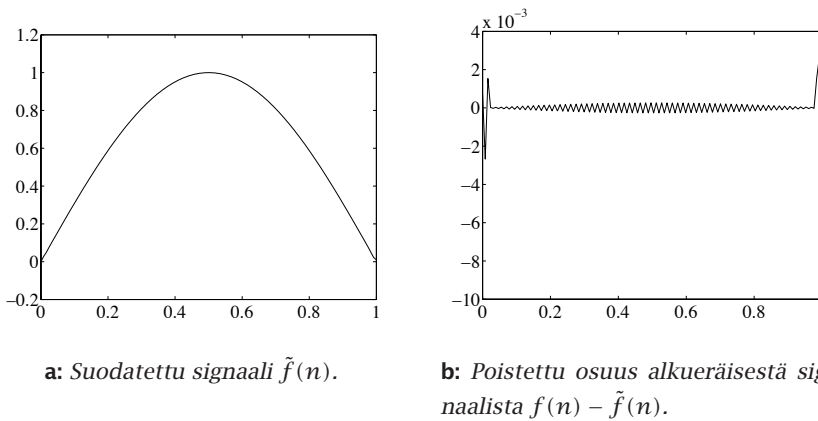 1.2
1
0.8
0.6
0.4
0.2
0
−0.2
0 0.2 0.4 0.6 0.8 1
x 10⁻³
4
2
0
−2
−4
−6
−8
−10
0 0.2 0.4 0.6 0.8
a: Suodatettu signaali f̃(n).
b: Poistettu osuus alkueräisestä sig
naalista f(n) − f̃(n).